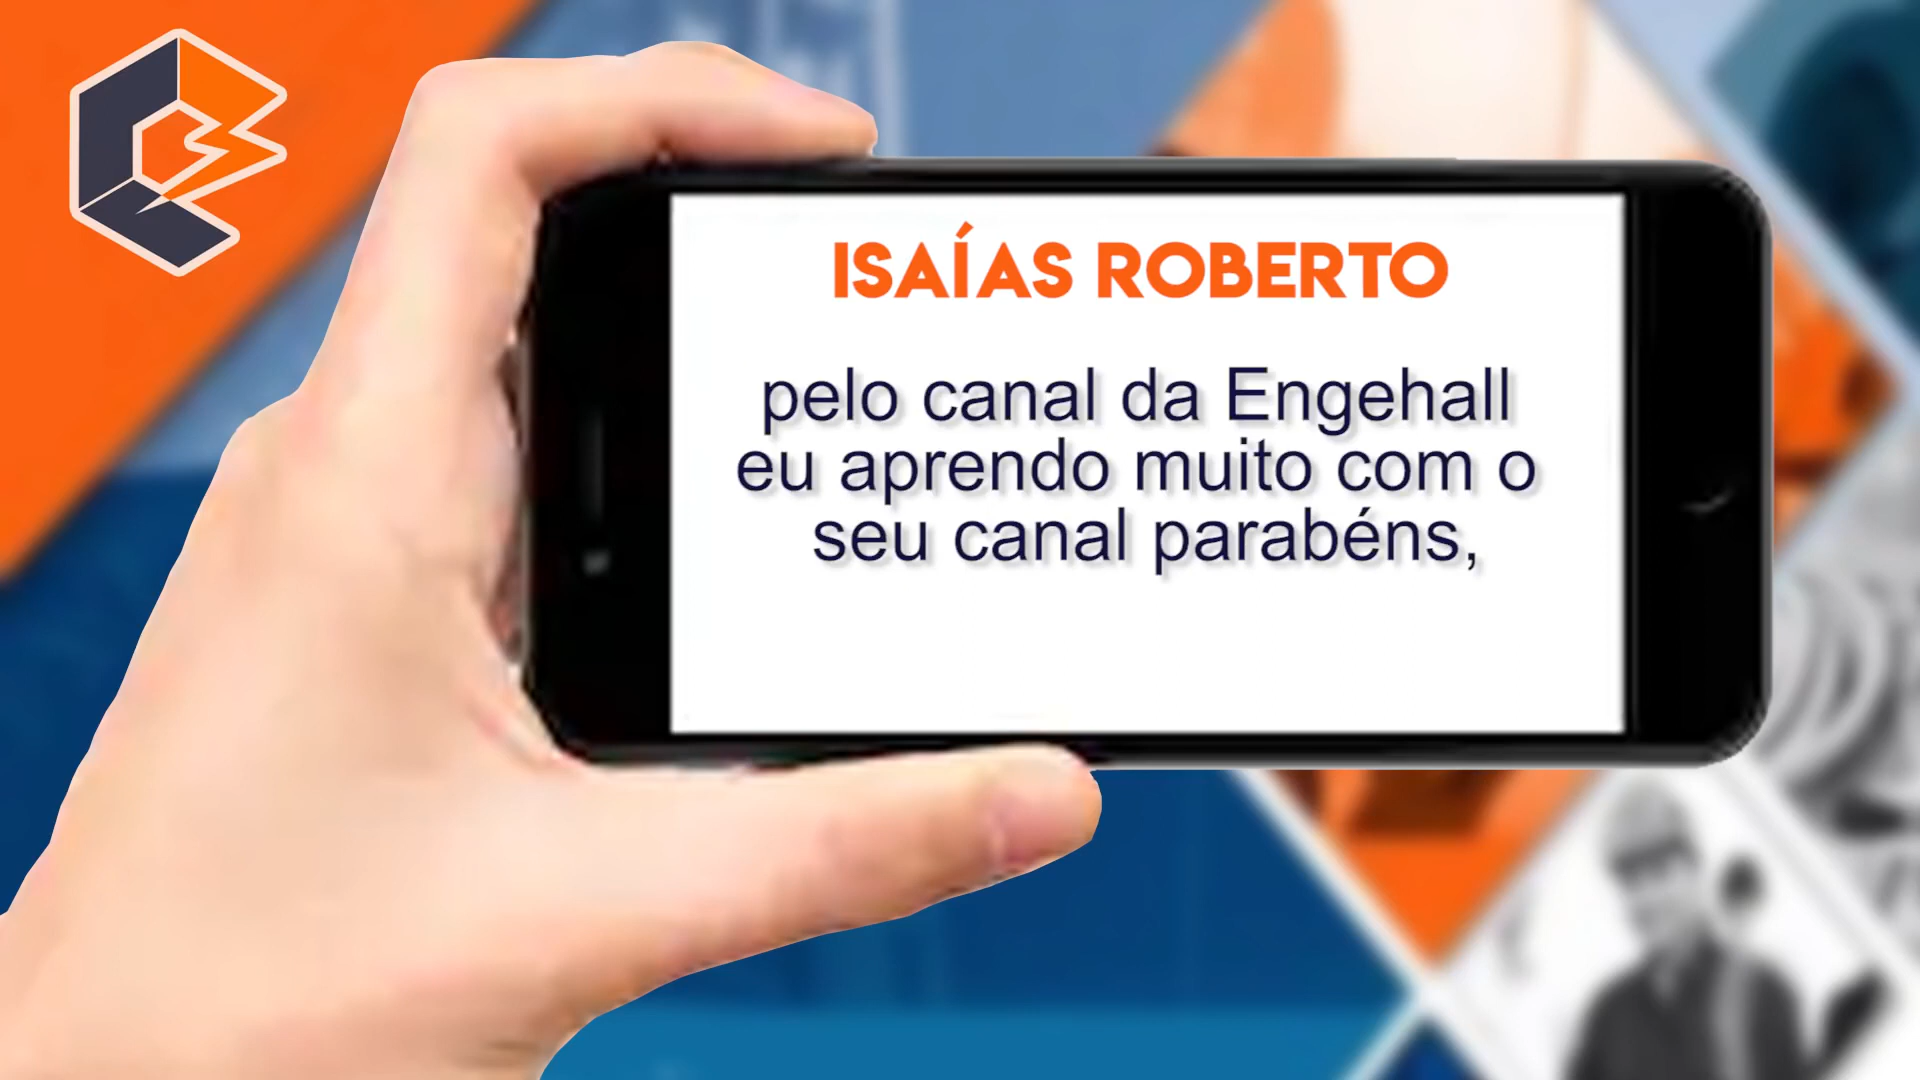 ISAÍAS ROBERTO
pelo canal da Engehall
eu aprendo muito com o
seu canal parabéns,